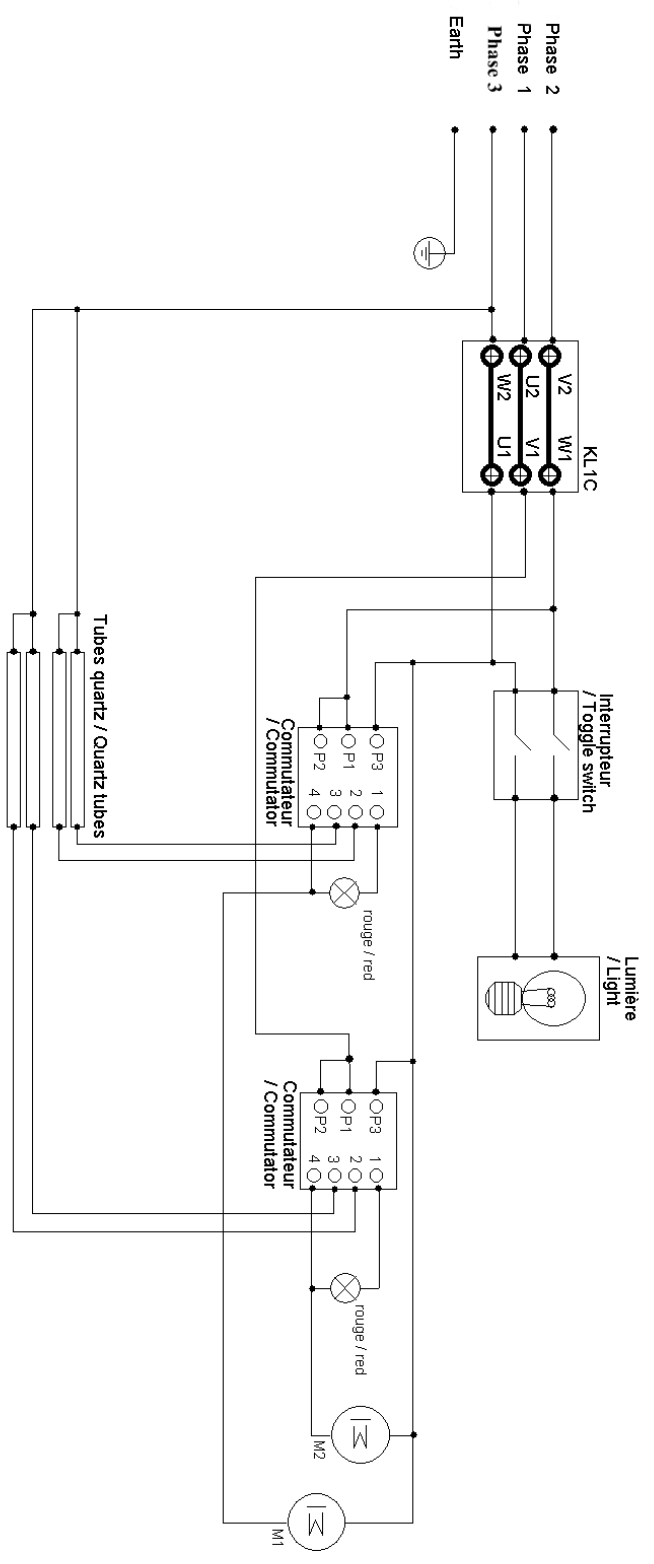 Phase 2
Phase 1
Phase 3
Earth
KL1C
V2 W1
U2 V1
W2 U1
Interrupteur
/ Toggle switch
Lumière
/ Light
Tubes quartz / Quartz tubes
P3 1
P1 2
3
P2 4
Commutateur
/ Commutator
rouge / red
P3 1
P1 2
3
P2 4
Commutateur
/ Commutator
rouge / red
M
M2
M
M1